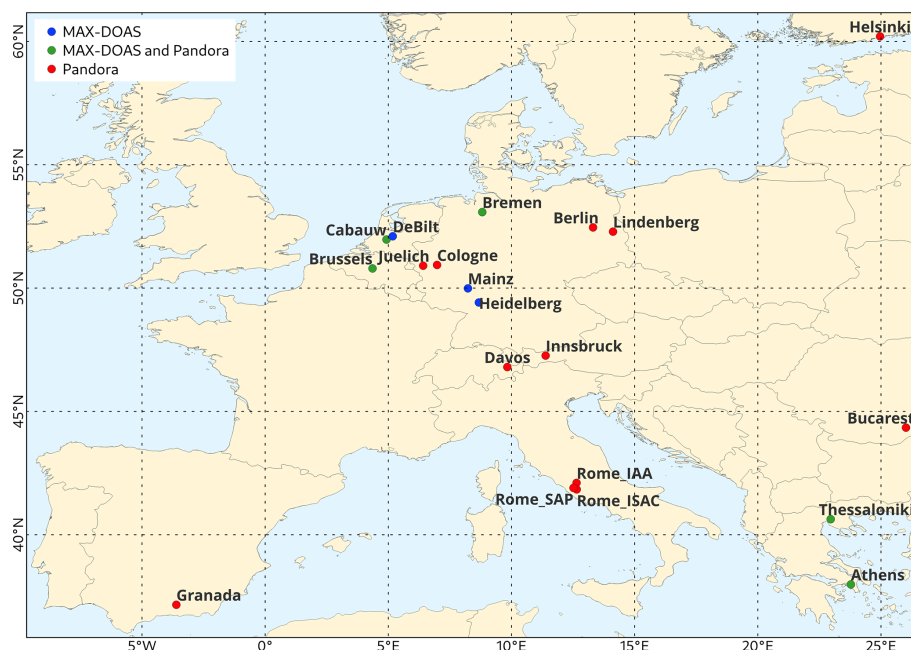 MAX-DOAS
MAX-DOAS and Pandora
Pandora
Helsinki
60°N
55°N
Bremen
Berlin
Lindenberg
Cabauw
DeBilt
Brussels
Juelich
Cologne
Mainz
50°N
Heidelberg
Innsbruck
Davos
45°N
Bucarest
Rome_IAA
Rome_SAP
Rome_ISAC
Thessaloniki
40°N
Athens
Granada
5°W
0°
5°E
10°E
15°E
20°E
25°E